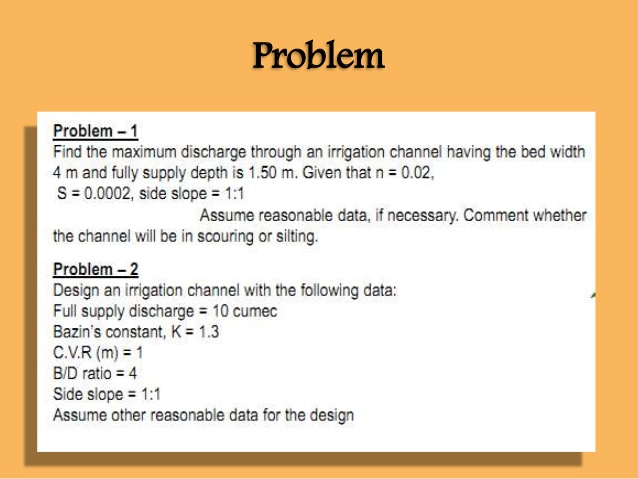 Problem
Problem – 1
Find the maximum discharge through an irrigation channel having the bed width
4 m and fully supply depth is 1.50 m. Given that n = 0.02,
S = 0.0002, side slope = 1:1
Assume reasonable data, if necessary. Comment whether
the channel will be in scouring or silting.
Problem – 2
Design an irrigation channel with the following data:
Full supply discharge = 10 cumec
Bazin's constant, K = 1.3
C.V.R (m) = 1
B/D ratio = 4
Side slope = 1:1
Assume other reasonable data for the design